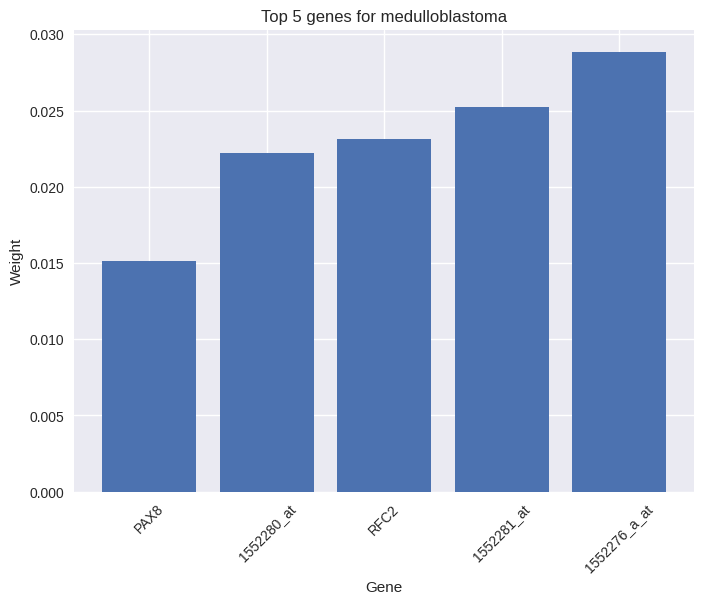 Top 5 genes for medulloblastoma
0.030
0.025
0.020
0.015
0.010
0.005
0.000
Weight
PAX8
1552280_at
RFC2
1552281_at
1552276_a_at
Gene